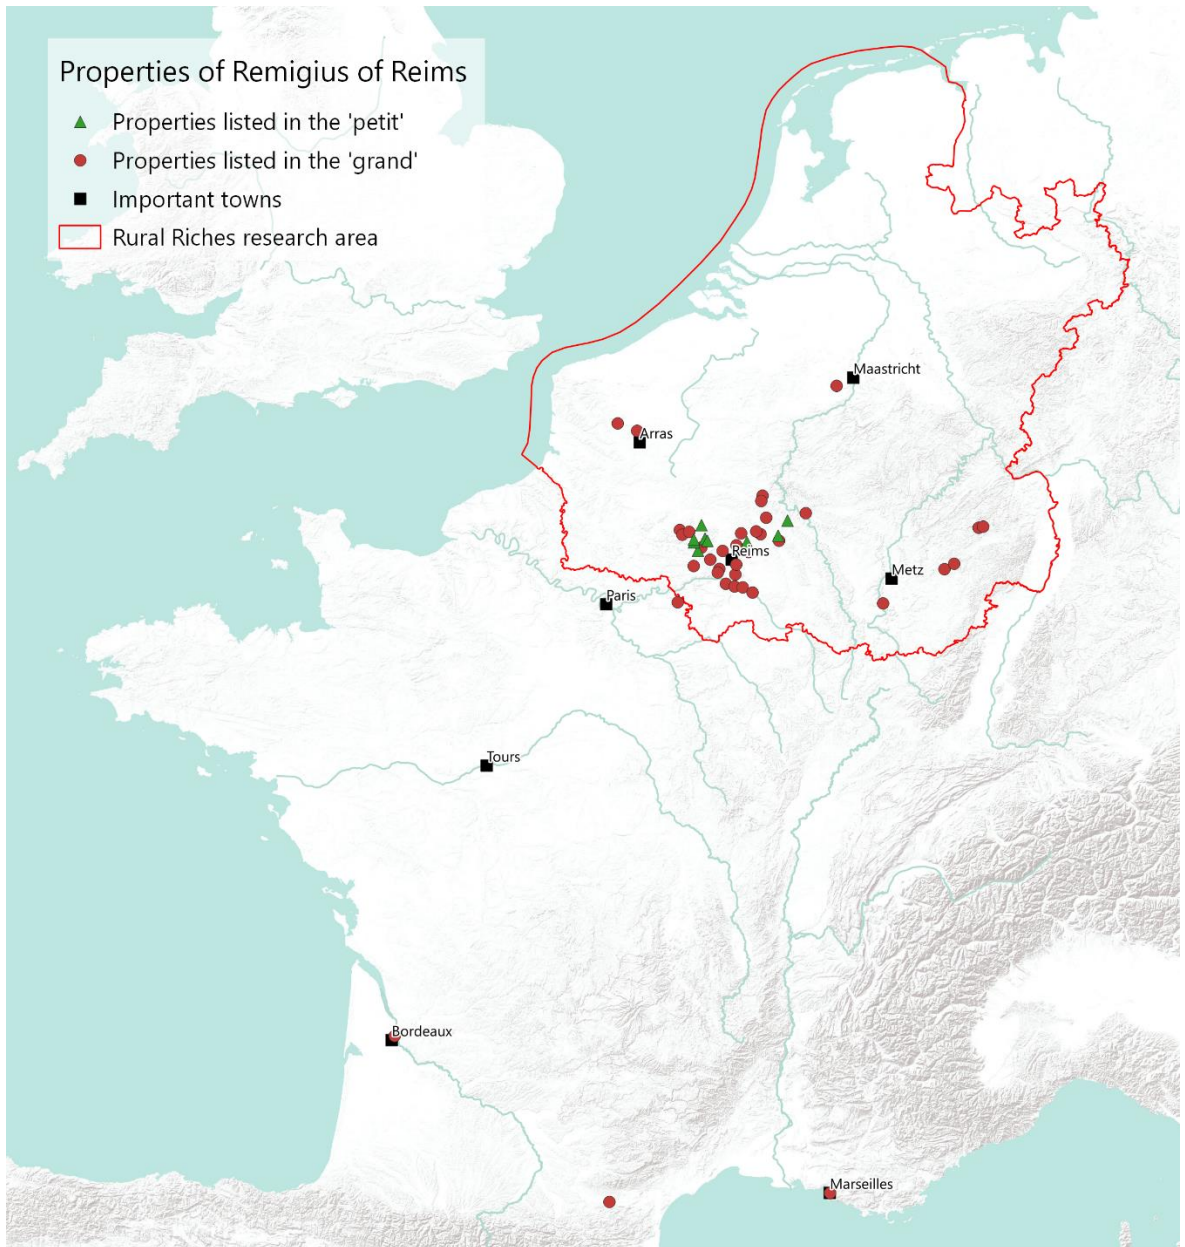 Properties of Remigius of Reims
Properties listed in the 'petit'
Properties listed in the 'grand'
Important towns
Rural Riches research area
Maastricht
Arras
Reims
Metz
Paris
Tours
Bordeaux
Marseilles